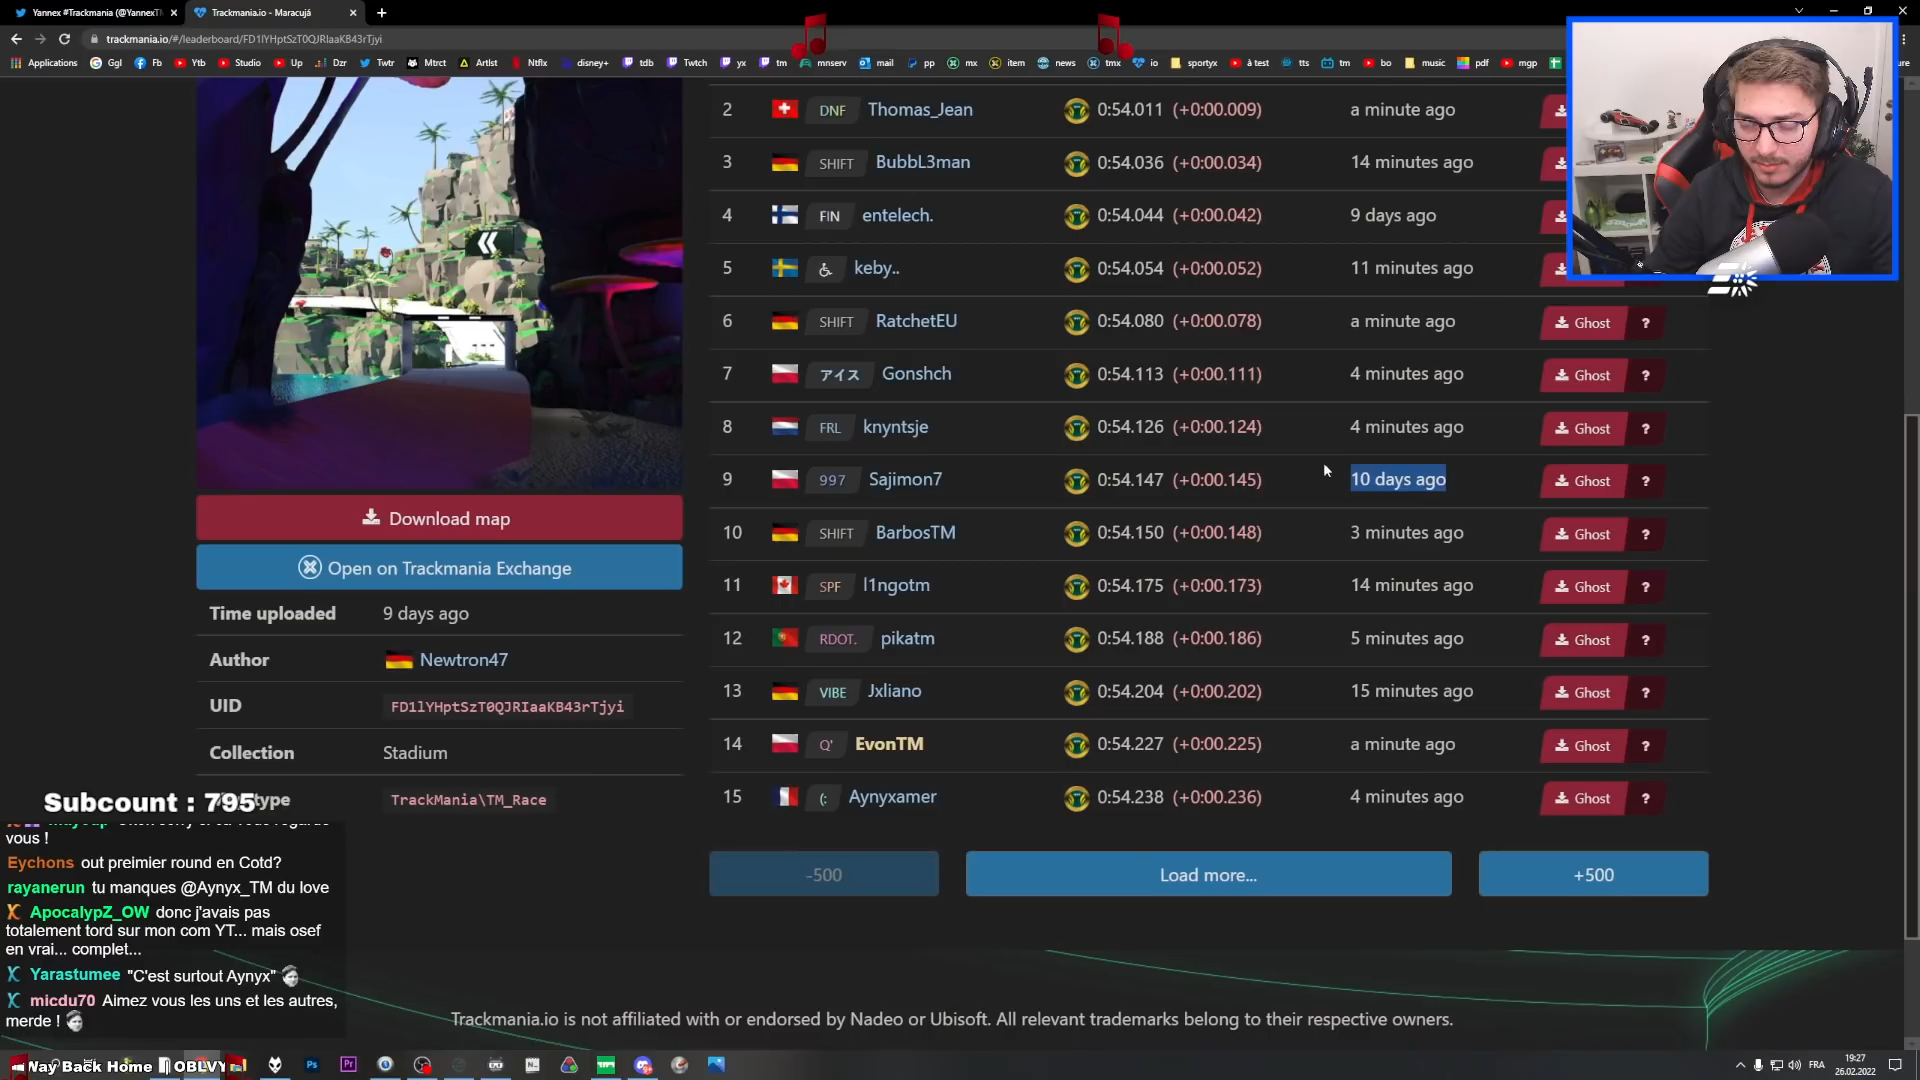 Yannex #Trackmania (@YannexTM
Trackmania.io - Maracujá
trackmania.io/#/leaderboard/FD1lYHptSzT0QJRIaaKB43rTjyi
Applications Ggl Fb Ytb Studio Up Dzr Twtr Mtrct Artlst Ntflx disney+ tdb Twtch yx tm mnserv mail pp mx item news tmx io sportyx à test tts tm bo music pdf mgp
2 DNF Thomas_Jean 0:54.011 (+0:00.009) a minute ago
3 SHIFT BubbL3man 0:54.036 (+0:00.034) 14 minutes ago
4 FIN entelech. 0:54.044 (+0:00.042) 9 days ago
5 keby.. 0:54.054 (+0:00.052) 11 minutes ago
6 SHIFT RatchetEU 0:54.080 (+0:00.078) a minute ago Ghost ?
7 アイス Gonshch 0:54.113 (+0:00.111) 4 minutes ago Ghost ?
8 FRL knyntsje 0:54.126 (+0:00.124) 4 minutes ago Ghost ?
9 997 Sajimon7 0:54.147 (+0:00.145) 10 days ago Ghost ?
10 SHIFT BarbosTM 0:54.150 (+0:00.148) 3 minutes ago Ghost ?
11 SPF l1ngotm 0:54.175 (+0:00.173) 14 minutes ago Ghost ?
12 RDOT. pikatm 0:54.188 (+0:00.186) 5 minutes ago Ghost ?
13 VIBE Jxliano 0:54.204 (+0:00.202) 15 minutes ago Ghost ?
14 Q' EvonTM 0:54.227 (+0:00.225) a minute ago Ghost ?
15 (: Aynyxamer 0:54.238 (+0:00.236) 4 minutes ago Ghost ?
-500 Load more... +500
Download map
Open on Trackmania Exchange
Time uploaded 9 days ago
Author Newtron47
UID FD1lYHptSzT0QJRIaaKB43rTjyi
Collection Stadium
type TrackMania\TM_Race
Subcount : 795
vous !
Eychons out preimier round en Cotd?
rayanerun tu manques @Aynyx_TM du love
ApocalypZ_OW donc j'avais pas
totalement tord sur mon com YT... mais osef
en vrai... complet...
Yarastumee "C'est surtout Aynyx"
micdu70 Aimez vous les uns et les autres,
merde !
Trackmania.io is not affiliated with or endorsed by Nadeo or Ubisoft. All relevant trademarks belong to their respective owners.
Way Back Home OBLVY
Ps Pr
FRA
19:27
26.02.2022